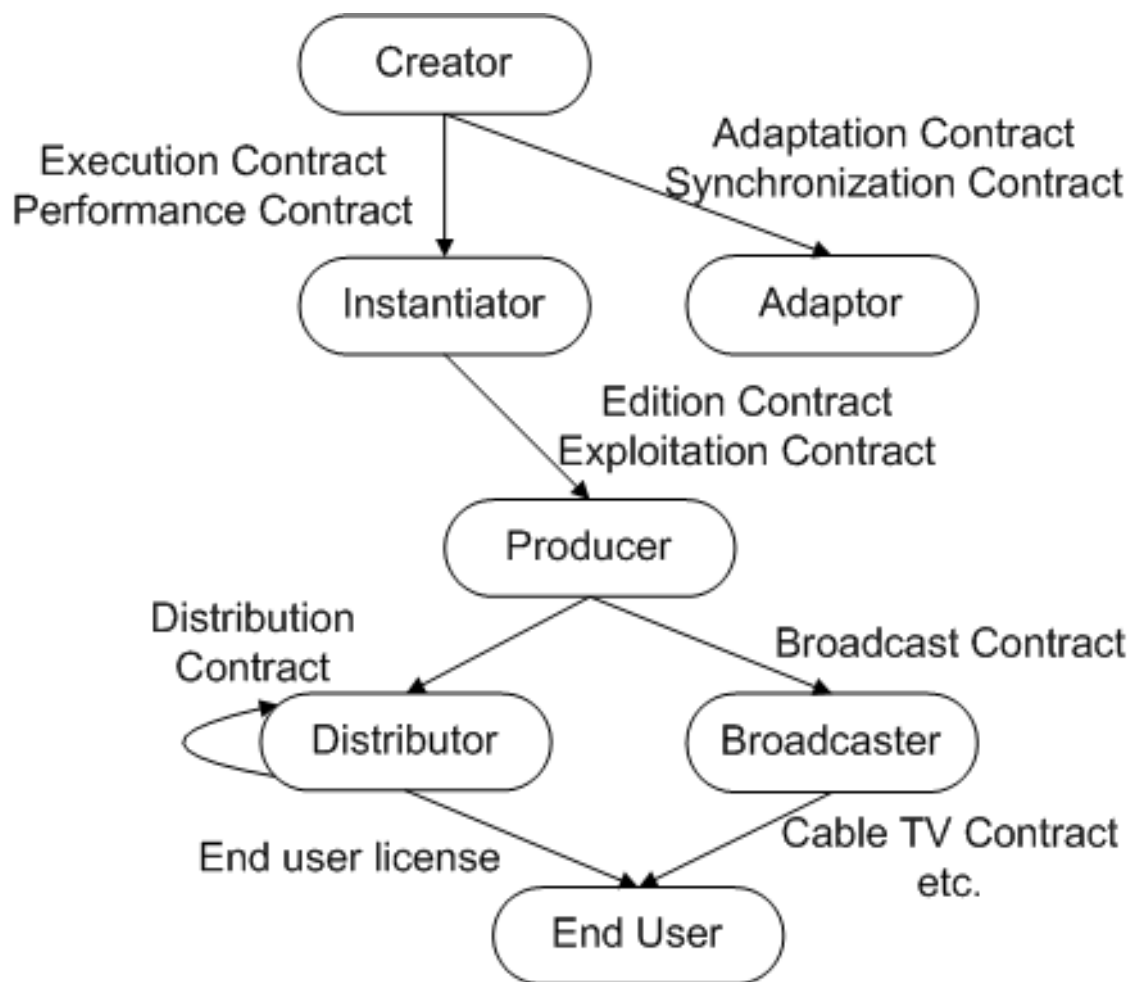 Creator
Execution Contract
Performance Contract
Adaptation Contract
Synchronization Contract
Instantiator
Adaptor
Edition Contract
Exploitation Contract
Producer
Distribution
Contract
Broadcast Contract
Distributor
Broadcaster
End user license
Cable TV Contract
etc.
End User